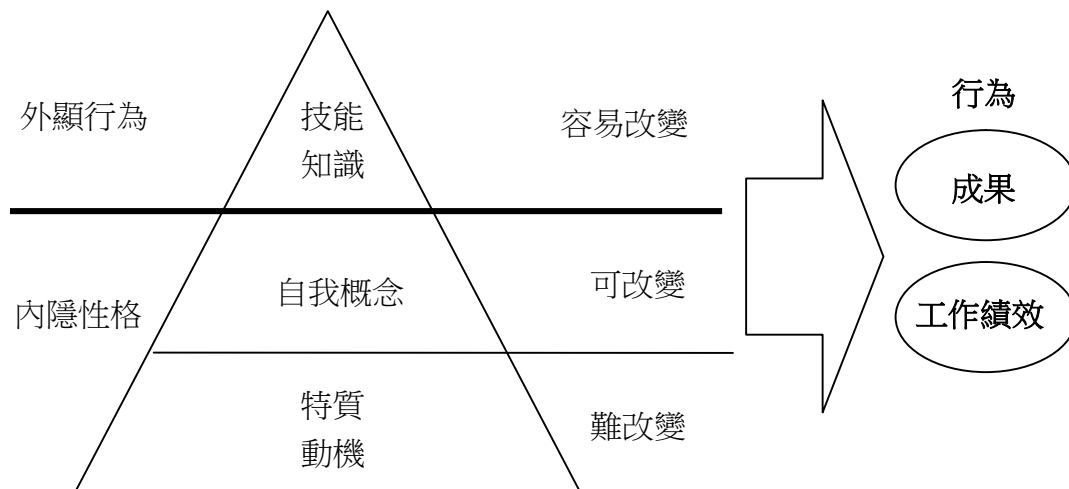 行為
外顯行為
技能
知識
容易改變
成果
內隱性格
自我概念
可改變
工作績效
特質
動機
難改變